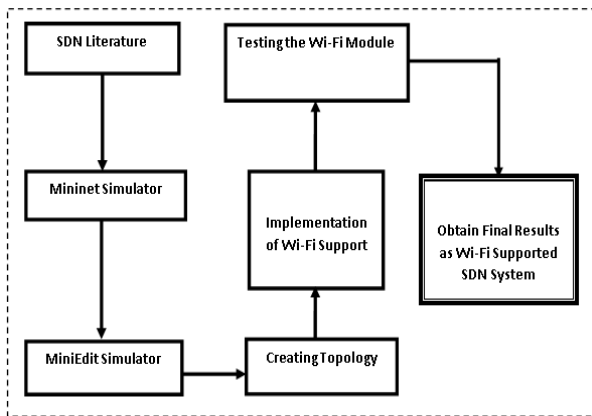 SDN Literature
Mininet Simulator
MiniEdit Simulator
Creating Topology
Implementation
of Wi-Fi Support
Testing the Wi-Fi Module
Obtain Final Results
as Wi-Fi Supported
SDN System